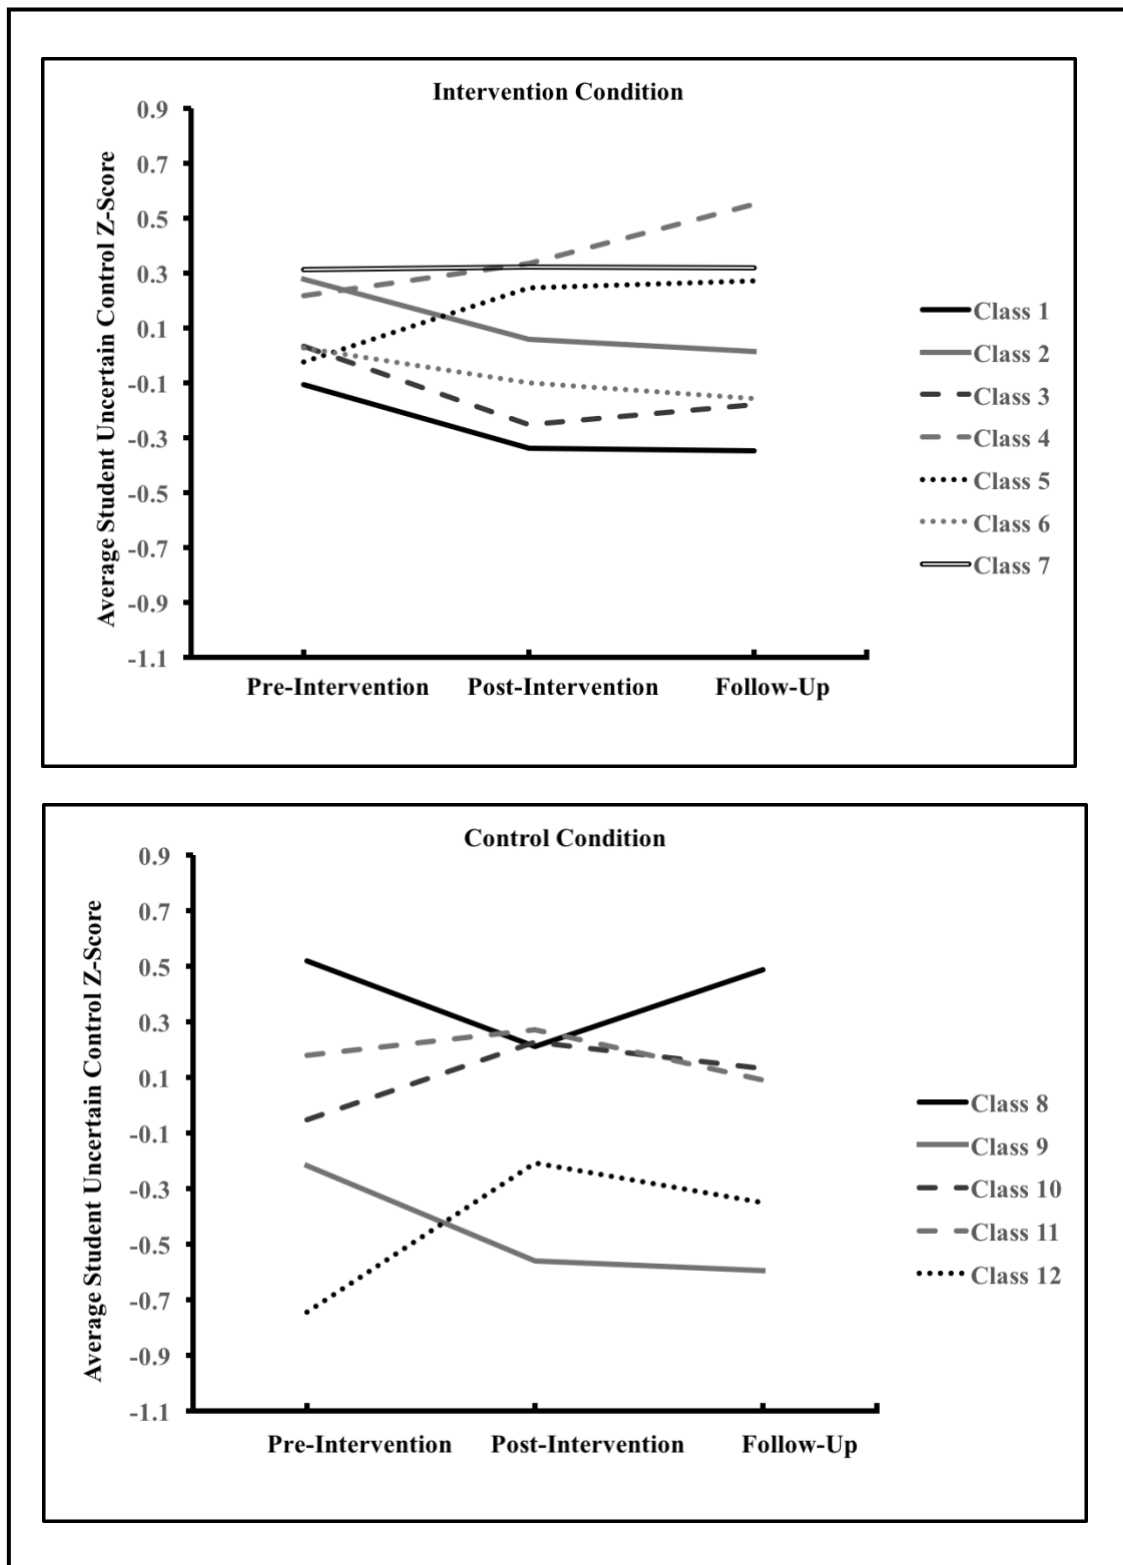 Intervention Condition
Average Student Uncertain Control Z-Score
0.9
0.7
0.5
0.3
0.1
-0.1
-0.3
-0.5
-0.7
-0.9
-1.1
Pre-Intervention Post-Intervention Follow-Up
Class 1
Class 2
Class 3
Class 4
Class 5
Class 6
Class 7
Control Condition
Average Student Uncertain Control Z-Score
0.9
0.7
0.5
0.3
0.1
-0.1
-0.3
-0.5
-0.7
-0.9
-1.1
Pre-Intervention Post-Intervention Follow-Up
Class 8
Class 9
Class 10
Class 11
Class 12